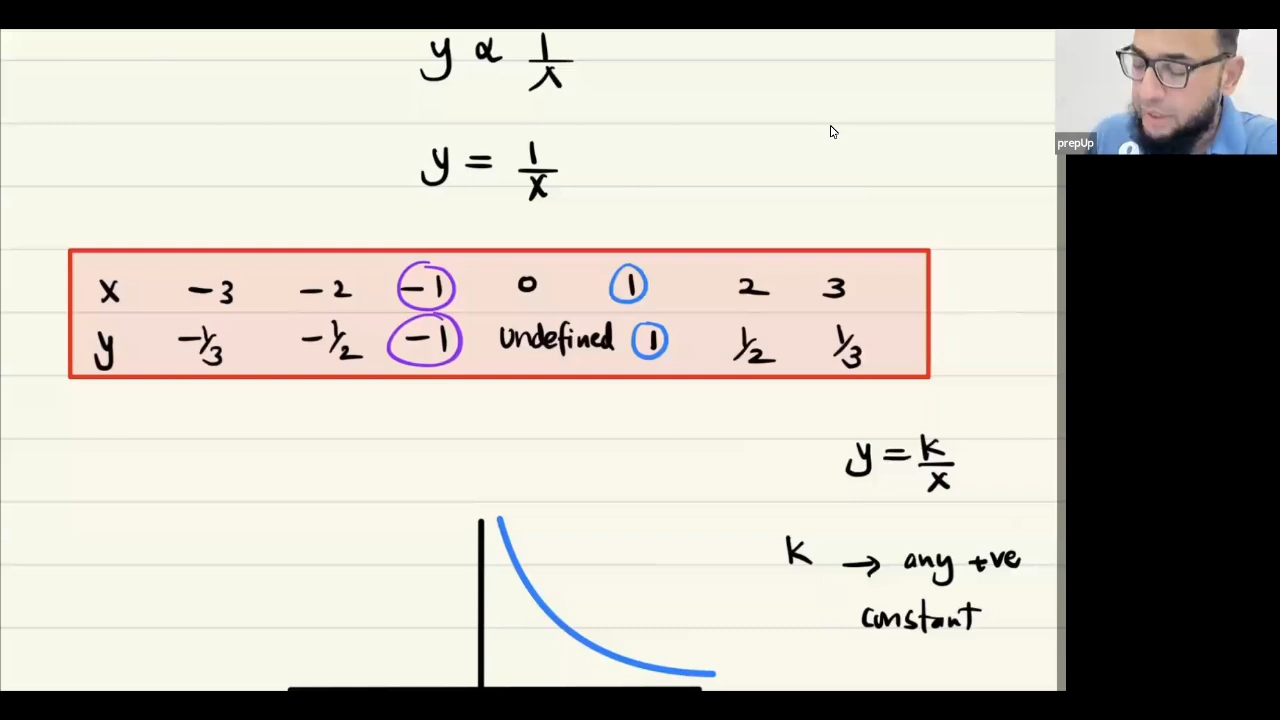 y ∝ 1/x
y = 1/x
x -3 -2 -1 0 1 2 3
y -1/3 -1/2 -1 undefined 1 1/2 1/3
y = k/x
k → any +ve
constant
prepUp